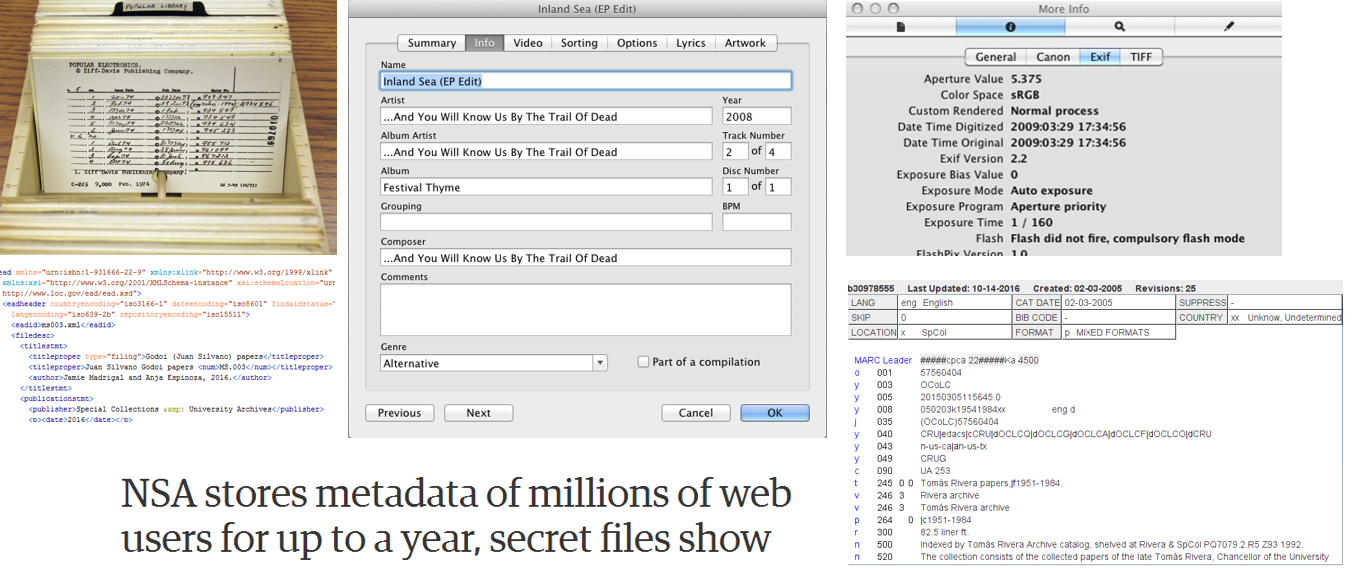 POPULAR LIBRARY
POPULAR ELECTRONICS.
© Ziff-Davis Publishing Company.
1. Ziff-Davis Publishing Company.
C-225 9,000 Feb. 1974
Inland Sea (EP Edit)
Summary Info Video Sorting Options Lyrics Artwork
Name
Inland Sea (EP Edit)
Artist Year
...And You Will Know Us By The Trail Of Dead 2008
Album Artist Track Number
...And You Will Know Us By The Trail Of Dead 2 of 4
Album Disc Number
Festival Thyme 1 of 1
Grouping BPM
Composer
...And You Will Know Us By The Trail Of Dead
Comments
Genre
Alternative Part of a compilation
Previous Next Cancel OK
More Info
General Canon Exif TIFF
Aperture Value 5.375
Color Space sRGB
Custom Rendered Normal process
Date Time Digitized 2009:03:29 17:34:56
Date Time Original 2009:03:29 17:34:56
Exif Version 2.2
Exposure Bias Value 0
Exposure Mode Auto exposure
Exposure Program Aperture priority
Exposure Time 1 / 160
Flash Flash did not fire, compulsory flash mode
FlashPix Version 1.0
ead xmlns="urn:isbn:1-931666-22-9" xmlns:xlink="http://www.w3.org/1999/xlink"
xmlns:xsi="http://www.w3.org/2001/XMLSchema-instance" xsi:schemaLocation="ur
http://www.loc.gov/ead/ead.xsd">
<eadheader countryencoding="iso3166-1" dateencoding="iso8601" findaidstatus="
langencoding="iso639-2b" repositoryencoding="iso15511">
<eadid>ms003.xml</eadid>
<filedesc>
<titlestmt>
<titleproper type="filing">Godoi (Juan Silvano) papers</titleproper>
<titleproper>Juan Silvano Godoi papers <num>MS.003</num></titleproper>
<author>Jamie Madrigal and Anja Espinoza, 2016.</author>
</titlestmt>
<publicationstmt>
<publisher>Special Collections &amp; University Archives</publisher>
<p><date>2016</date></p>
b30978555 Last Updated: 10-14-2016 Created: 02-03-2005 Revisions: 25
LANG eng English CAT DATE 02-03-2005 SUPPRESS -
SKIP 0 BIB CODE - COUNTRY xx Unknow, Undetermined
LOCATION x SpCol FORMAT p MIXED FORMATS
MARC Leader #####cpca 22#####Ka 4500
o 001 57560404
y 003 OCoLC
y 005 20150305115645.0
y 008 050203k19541984xx eng d
j 035 (OCoLC)57560404
y 040 CRU|edacs|cCRU|dOCLCQ|dOCLCG|dOCLCA|dOCLCF|dOCLCO|dCRU
y 043 n-us-ca|an-us-tx
y 049 CRUG
c 090 UA 253
t 245 0 0 Tomás Rivera papers,|f1951-1984.
v 246 3 Rivera archive
v 246 3 Tomás Rivera archive
p 264 0 |c1951-1984
r 300 82.5 liner ft.
n 500 Indexed by Tomás Rivera Archive catalog, shelved at Rivera & SpCol PQ7079.2.R5 Z93 1992.
n 520 The collection consists of the collected papers of the late Tomás Rivera, Chancellor of the University
NSA stores metadata of millions of web
users for up to a year, secret files show